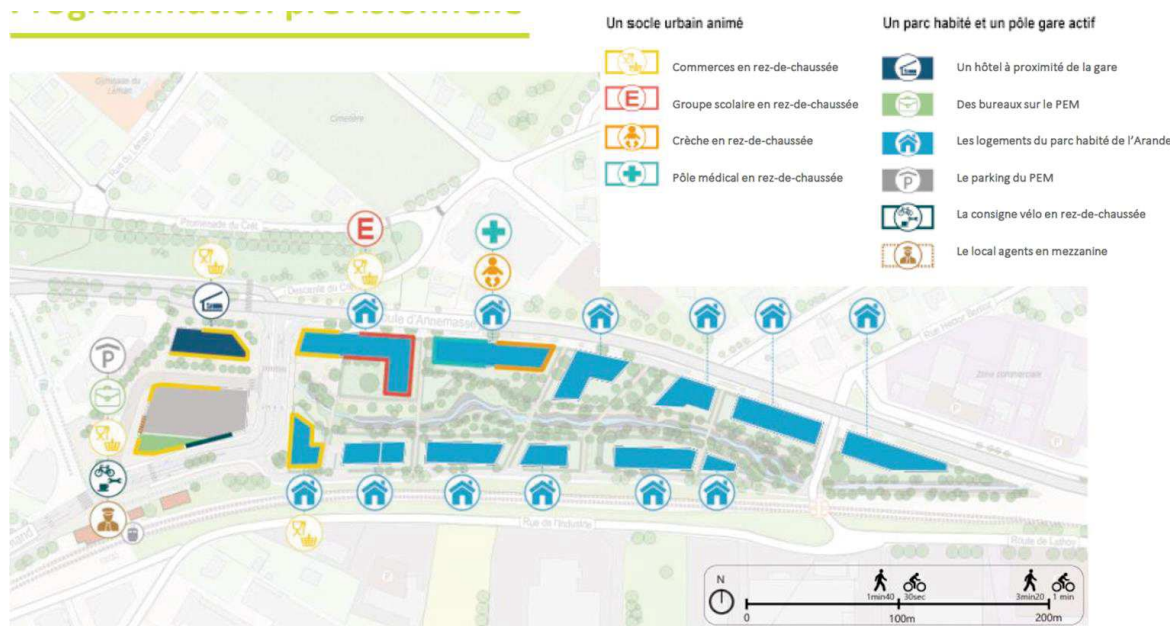 Programmation prévisionnelle
Un socle urbain animé
Commerces en rez-de-chaussée
E
Groupe scolaire en rez-de-chaussée
Crèche en rez-de-chaussée
Pôle médical en rez-de-chaussée
Un parc habité et un pôle gare actif
Un hôtel à proximité de la gare
Des bureaux sur le PEM
Les logements du parc habité de l'Arande
P
Le parking du PEM
La consigne vélo en rez-de-chaussée
Le local agents en mezzanine
Cimetière
Promenade du Crêt
E
Route d'Annemasse
Zone commerciale
P
P
P
Rue de l'Industrie
Route de
N
1min40
30sec
3min20
1 min
0
100m
200m